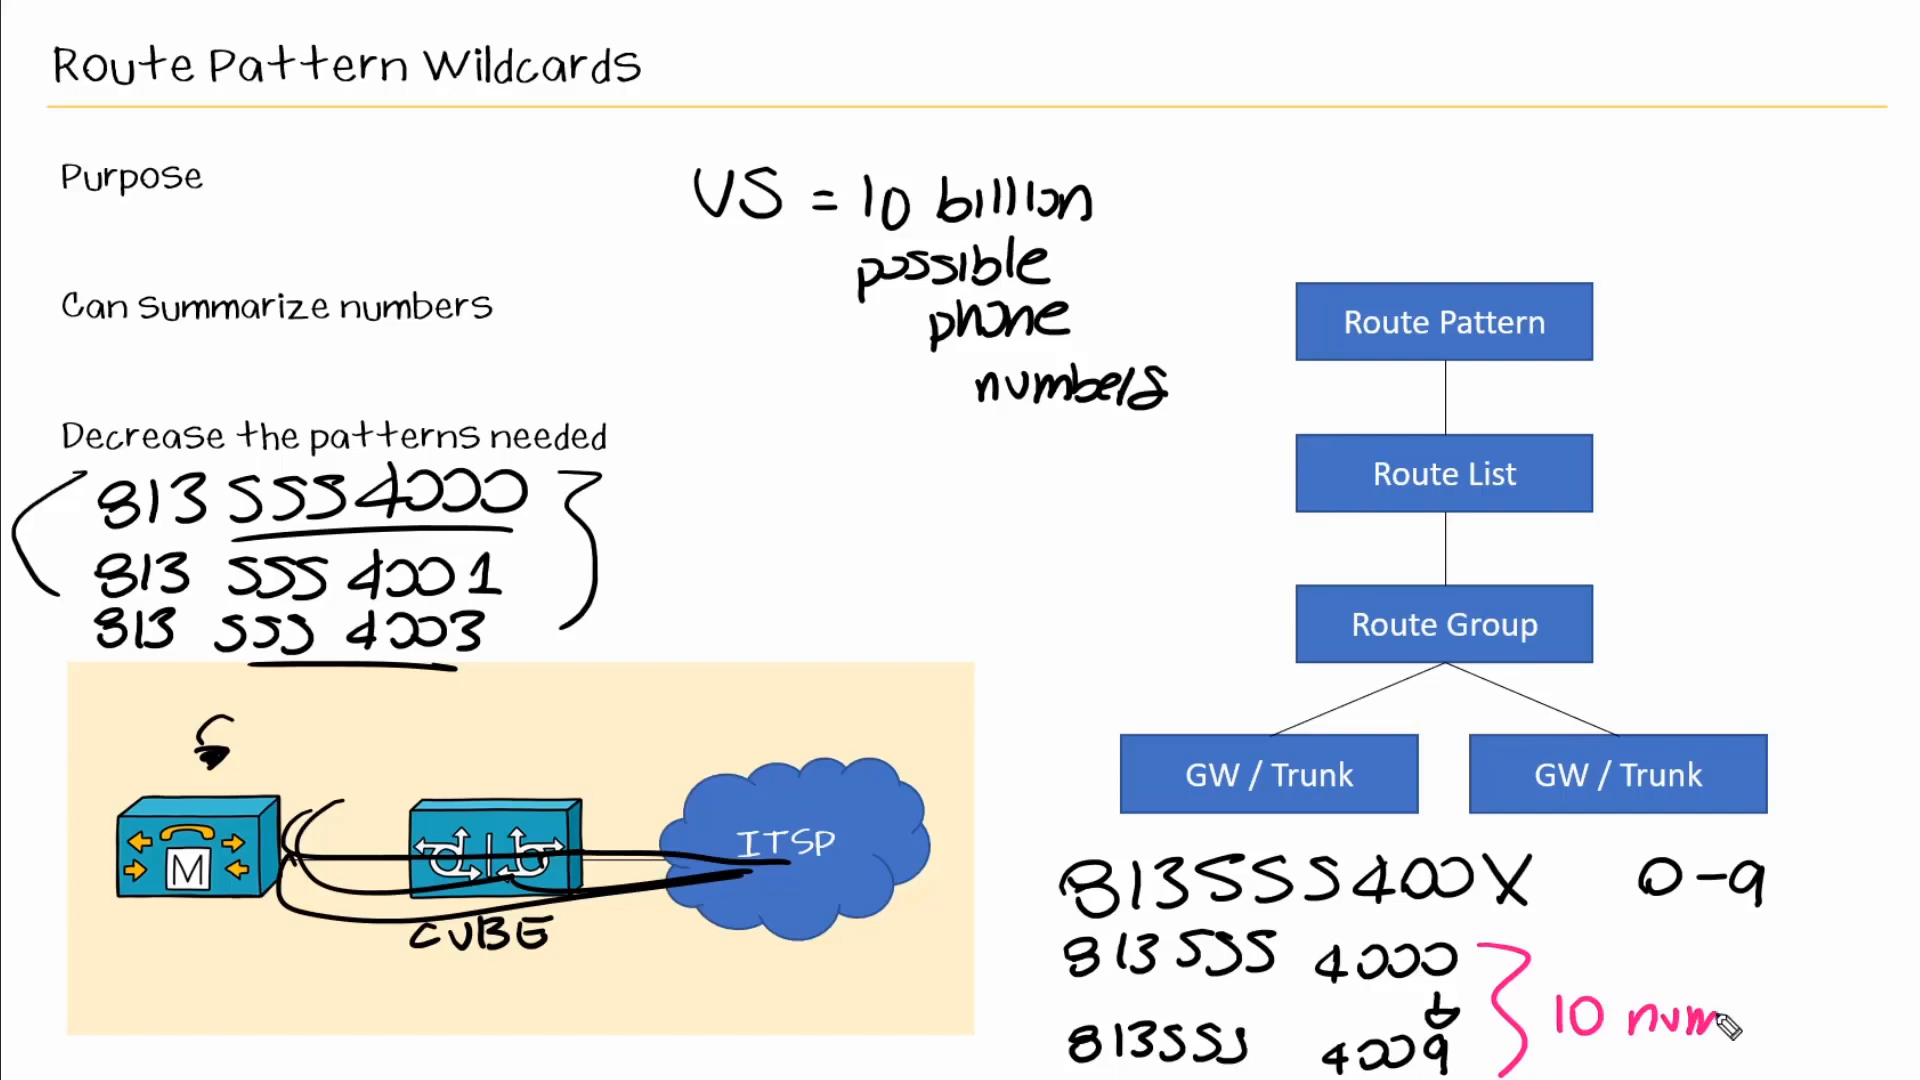 Route Pattern Wildcards
Purpose
US = 10 billion
possible
phone
numbers
Can summarize numbers
Decrease the patterns needed
813 555 4000
813 555 4001
813 555 4003
M
CUBE
ITSP
Route Pattern
Route List
Route Group
GW / Trunk
GW / Trunk
813555400X 0-9
813 555 4000
813555 4009
10 num